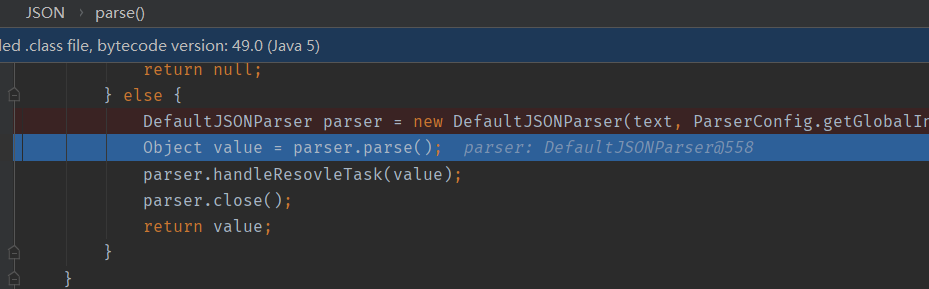 JSON › parse()
led .class file, bytecode version: 49.0 (Java 5)
return null;
} else {
DefaultJSONParser parser = new DefaultJSONParser(text, ParserConfig.getGlobalIn
Object value = parser.parse(); parser: DefaultJSONParser@558
parser.handleResovleTask(value);
parser.close();
return value;
}
}